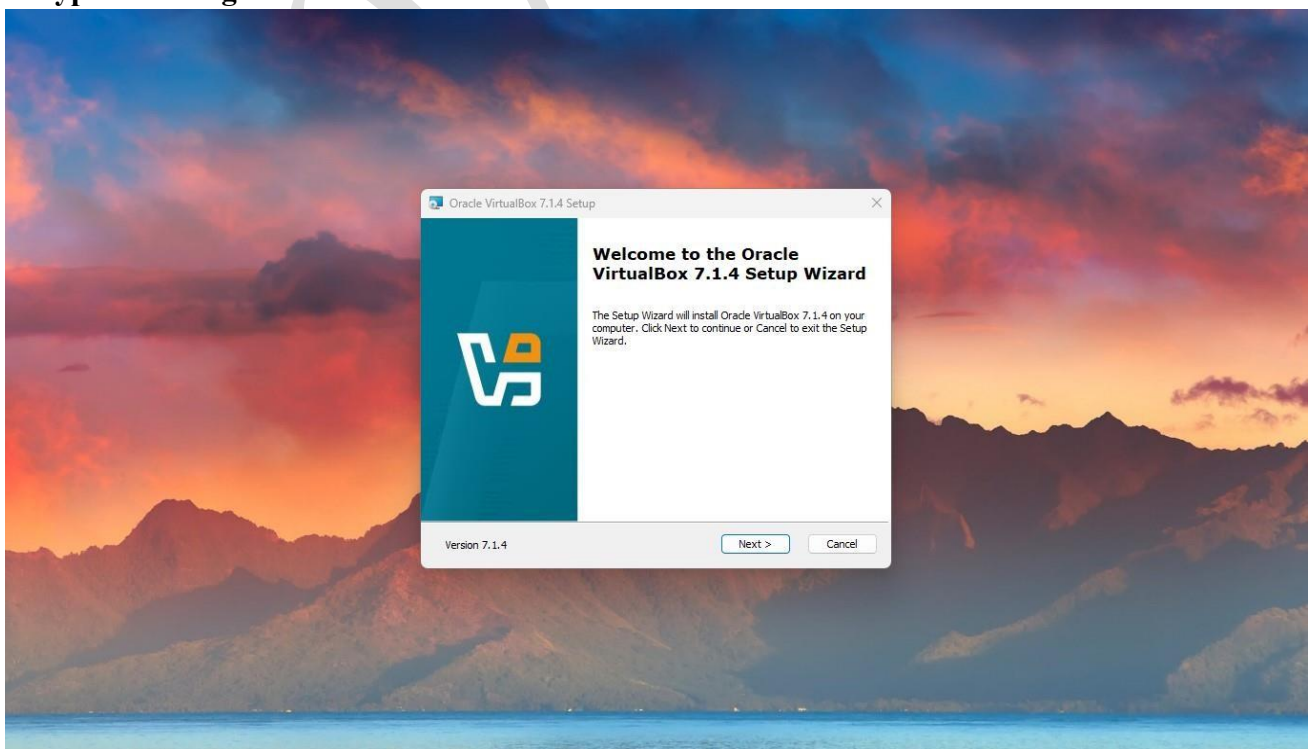 Oracle VirtualBox 7.1.4 Setup
Welcome to the Oracle
VirtualBox 7.1.4 Setup Wizard
The Setup Wizard will install Oracle VirtualBox 7.1.4 on your
computer. Click Next to continue or Cancel to exit the Setup
Wizard.
Version 7.1.4
Next >
Cancel